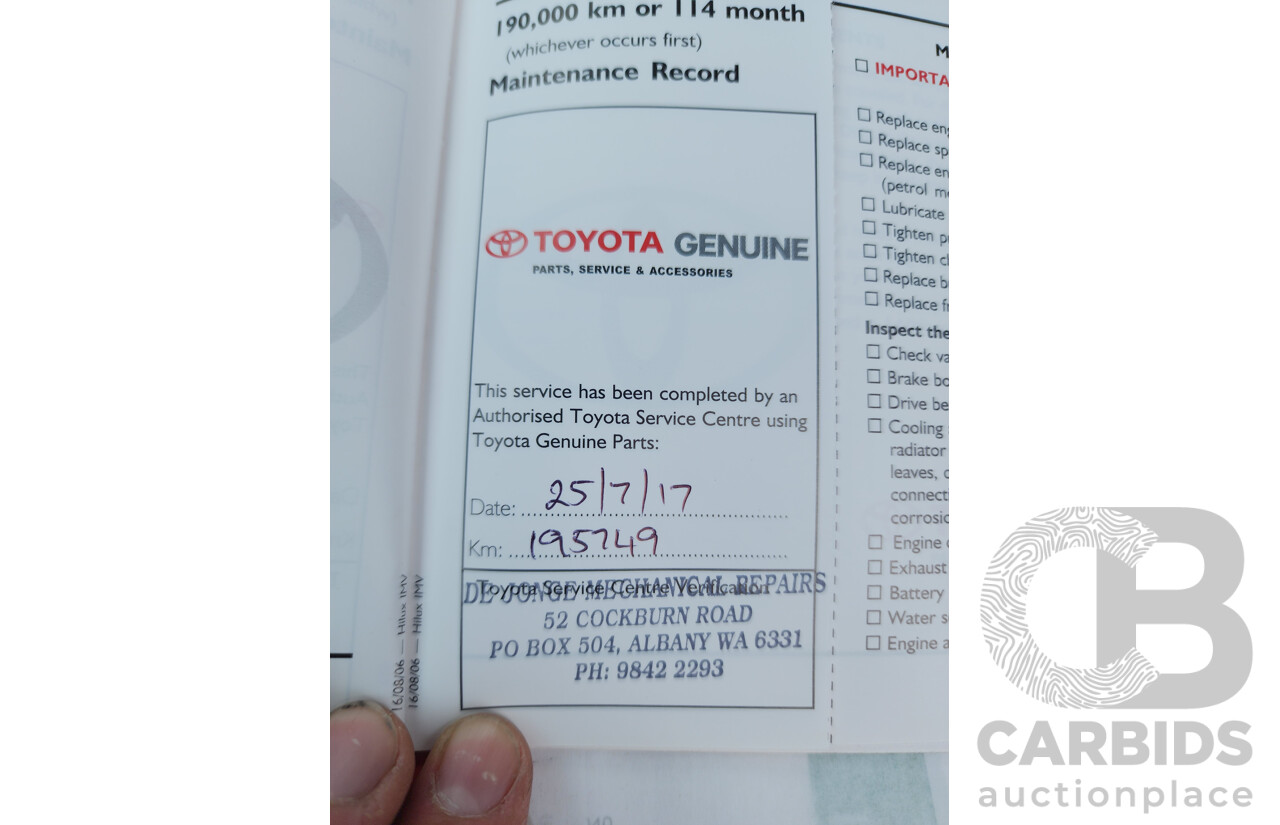 190,000 km or 114 month
(whichever occurs first)
Maintenance Record
TOYOTA GENUINE
PARTS, SERVICE & ACCESSORIES
This service has been completed by an
Authorised Toyota Service Centre using
Toyota Genuine Parts:
Date: 25/7/17
Km: 195749
Toyota Service Centre Verification
DE JONGE MECHANICAL REPAIRS
52 COCKBURN ROAD
PO BOX 504, ALBANY WA 6331
PH: 9842 2293
16/08/06 — Hilux IMV
16/08/06 — Hilux IMV
M
IMPORTA
Replace eng
Replace sp
Replace en
(petrol m
Lubricate
Tighten p
Tighten c
Replace b
Replace f
Inspect the
Check va
Brake bo
Drive be
Cooling
radiator
leaves,
connect
corrosio
Engine
Exhaust
Battery
Water s
Engine a
CARBIDS
auctionplace